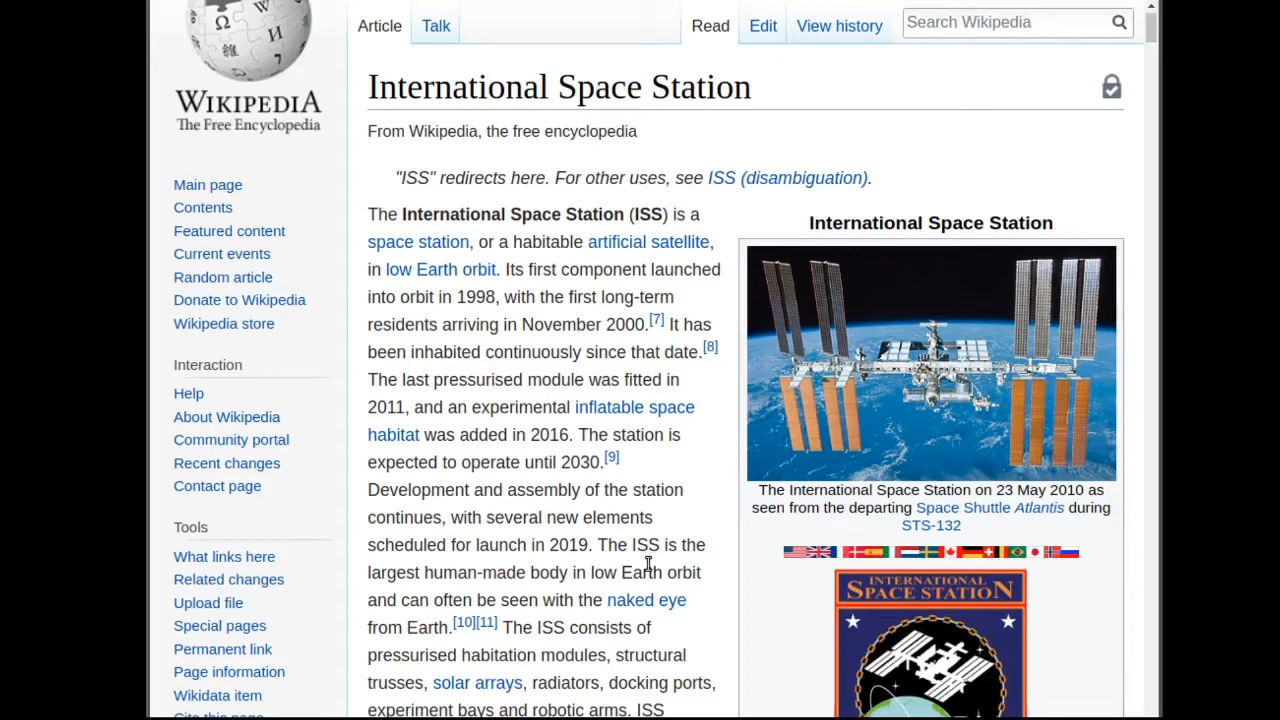 Ω W И 維
WIKIPEDIA
The Free Encyclopedia
Main page
Contents
Featured content
Current events
Random article
Donate to Wikipedia
Wikipedia store
Interaction
Help
About Wikipedia
Community portal
Recent changes
Contact page
Tools
What links here
Related changes
Upload file
Special pages
Permanent link
Page information
Wikidata item
Cite this page
Article Talk Read Edit View history Search Wikipedia
International Space Station
From Wikipedia, the free encyclopedia
"ISS" redirects here. For other uses, see ISS (disambiguation).
The International Space Station (ISS) is a
space station, or a habitable artificial satellite,
in low Earth orbit. Its first component launched
into orbit in 1998, with the first long-term
residents arriving in November 2000.[7] It has
been inhabited continuously since that date.[8]
The last pressurised module was fitted in
2011, and an experimental inflatable space
habitat was added in 2016. The station is
expected to operate until 2030.[9]
Development and assembly of the station
continues, with several new elements
scheduled for launch in 2019. The ISS is the
largest human-made body in low Earth orbit
and can often be seen with the naked eye
from Earth.[10][11] The ISS consists of
pressurised habitation modules, structural
trusses, solar arrays, radiators, docking ports,
experiment bays and robotic arms. ISS
International Space Station
The International Space Station on 23 May 2010 as
seen from the departing Space Shuttle Atlantis during
STS-132
INTERNATIONAL
SPACE STATION